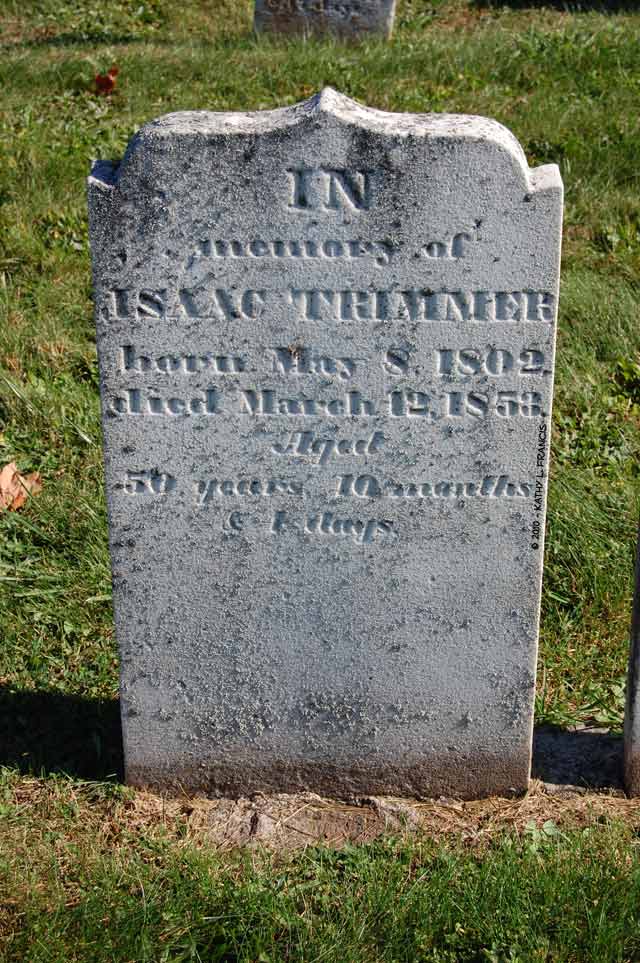 IN
memory of
ISAAC TRIMMER
born May 8, 1802,
died March 12, 1853.
Aged
50 years, 10 months
& 4 days.
© 2010 - KATHY L. FRANCIS